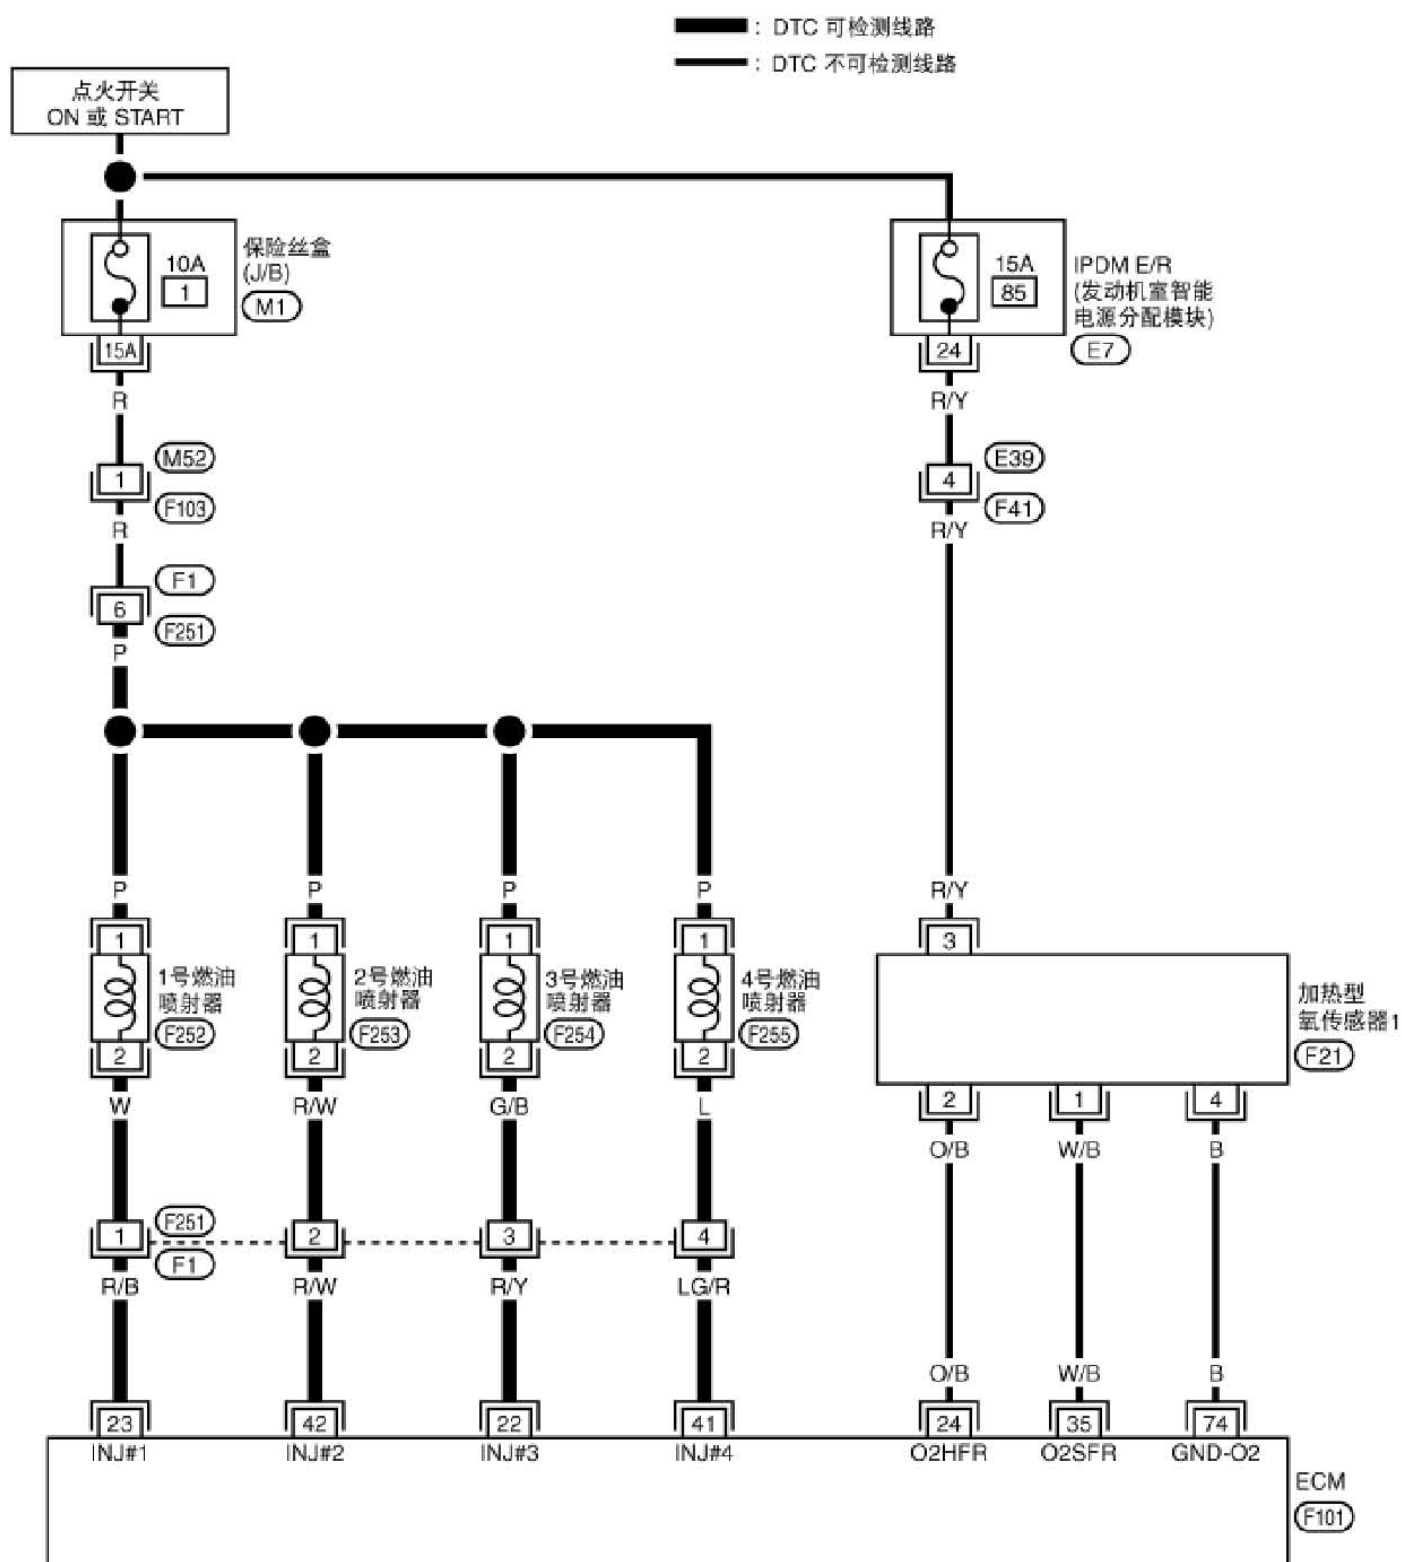 : DTC 可检测线路
: DTC 不可检测线路
点火开关
ON 或 START
10A
1
保险丝盒
(J/B)
M1
15A
15A
85
IPDM E/R
(发动机室智能
电源分配模块)
E7
24
R
R/Y
M52
1
F103
E39
4
F41
R
R/Y
F1
6
F251
P
P
P
P
P
R/Y
1
1
1
1
3
1号燃油
喷射器
F252
2号燃油
喷射器
F253
3号燃油
喷射器
F254
4号燃油
喷射器
F255
加热型
氧传感器1
F21
2
2
2
2
2
1
4
W
R/W
G/B
L
O/B
W/B
B
F251
1
2
3
4
F1
R/B
R/W
R/Y
LG/R
O/B
W/B
B
23
42
22
41
24
35
74
INJ#1
INJ#2
INJ#3
INJ#4
O2HFR
O2SFR
GND-O2
ECM
F101